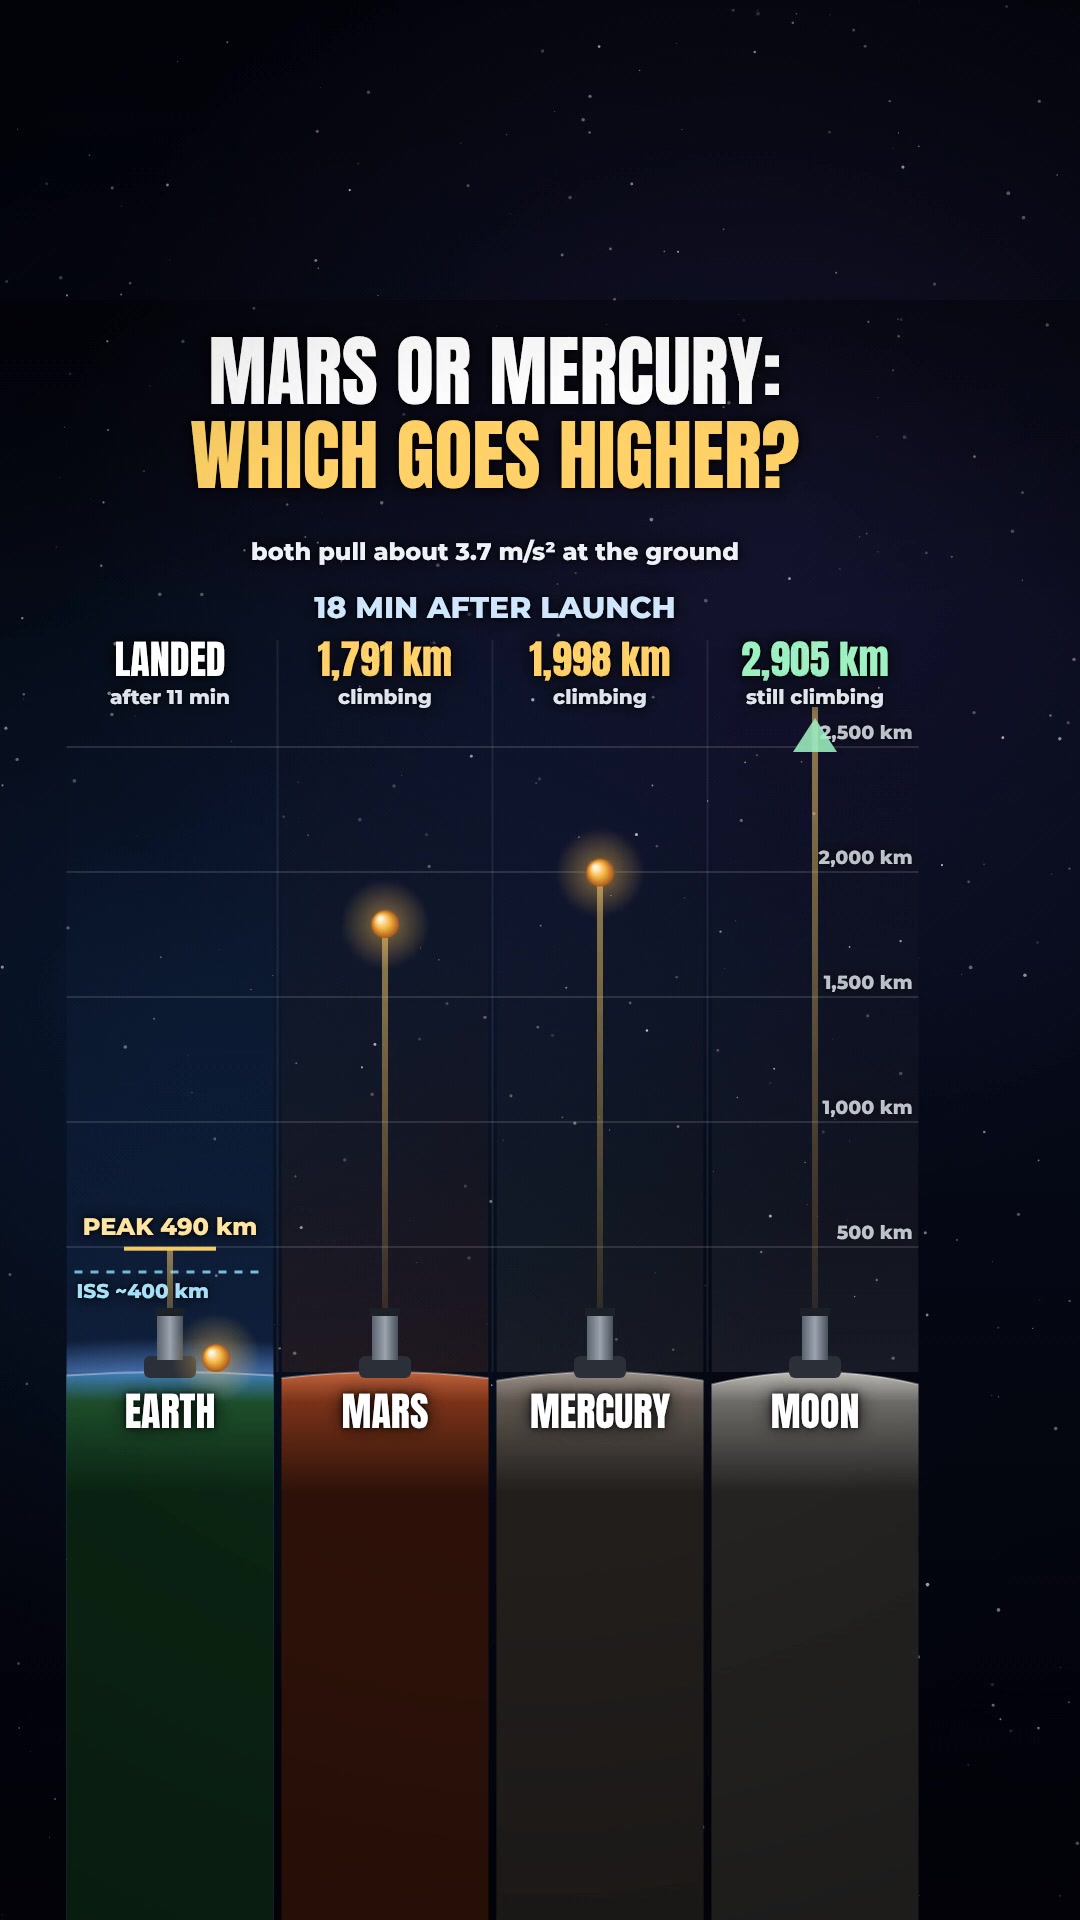 MARS OR MERCURY:
WHICH GOES HIGHER?
both pull about 3.7 m/s² at the ground
18 MIN AFTER LAUNCH
LANDED
after 11 min
1,791 km
climbing
1,998 km
climbing
2,905 km
still climbing
2,500 km
2,000 km
1,500 km
1,000 km
500 km
PEAK 490 km
ISS ~400 km
EARTH
MARS
MERCURY
MOON